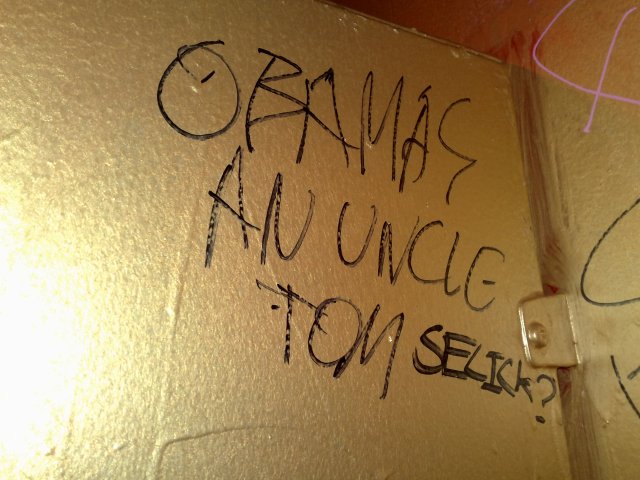 OBAMAS
AN UNCLE
TOM SELICK?